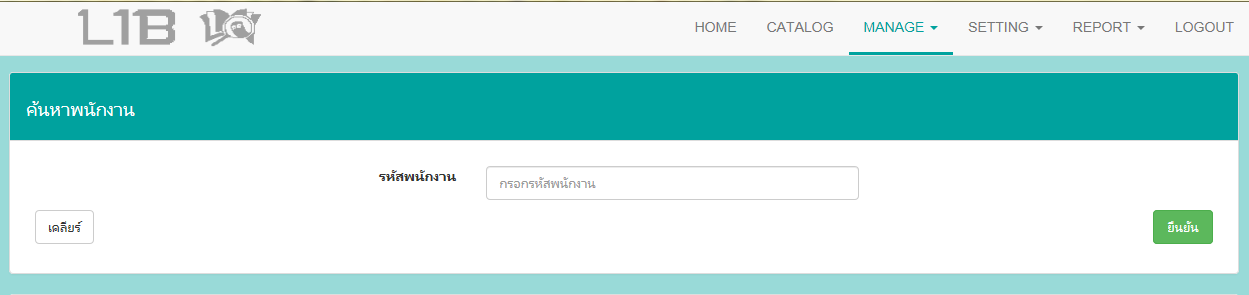 L1B
HOME CATALOG MANAGE SETTING REPORT LOGOUT
ค้นหาพนักงาน
รหัสพนักงาน
กรอกรหัสพนักงาน
เคลียร์
ยืนยัน